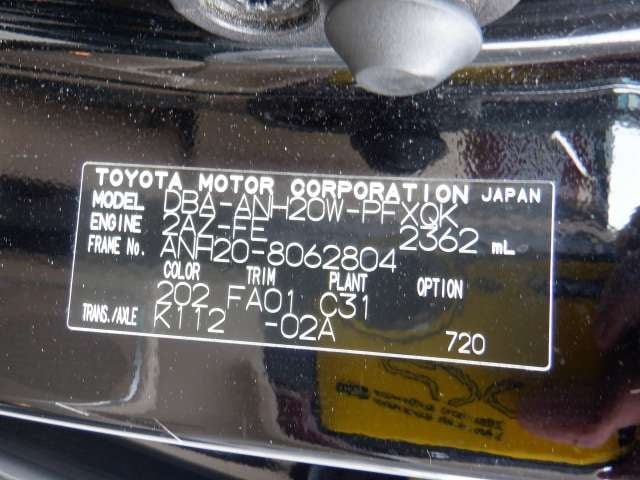 TOYOTA MOTOR CORPORATION JAPAN
MODEL DBA-ANH20W-PFXQK
ENGINE 2AZ-FE 2362 mL
FRAME No. ANH20-8062804
COLOR TRIM PLANT OPTION
202 FA01 C31
TRANS./AXLE K112 -02A 720